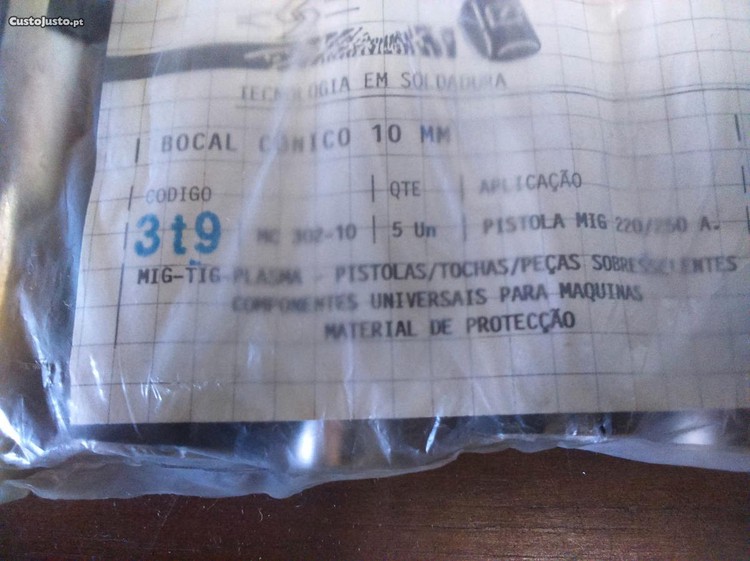 CustoJusto.pt
TECNOLOGIA EM SOLDADURA
BOCAL CÓNICO 10 MM
CODIGO QTE APLICAÇÃO
3t9 MC 302-10 5 Un PISTOLA MIG 220/250 A.
MIG-TIG-PLASMA - PISTOLAS/TOCHAS/PEÇAS SOBRESSELENTES
COMPONENTES UNIVERSAIS PARA MAQUINAS
MATERIAL DE PROTECÇÃO